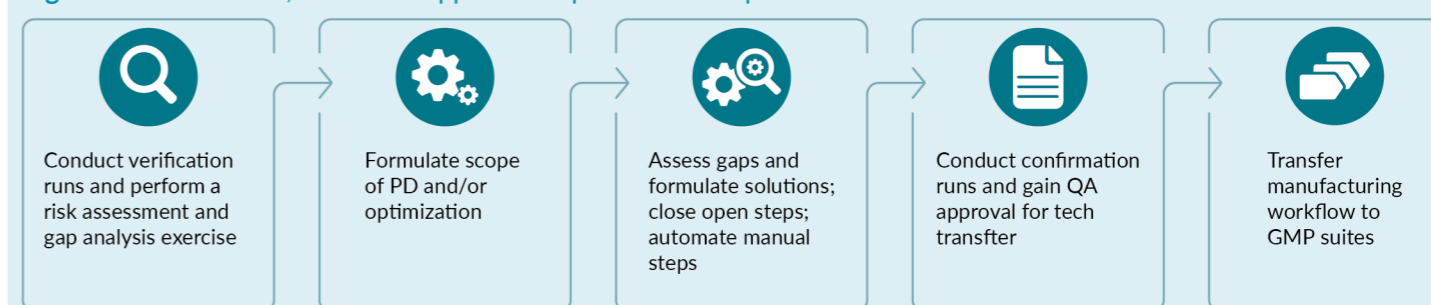 Conduct verification
runs and perform a
risk assessment and
gap analysis exercise
Formulate scope
of PD and/or
optimization
Assess gaps and
formulate solutions;
close open steps;
automate manual
steps
Conduct confirmation
runs and gain QA
approval for tech
transfter
Transfer
manufacturing
workflow to
GMP suites